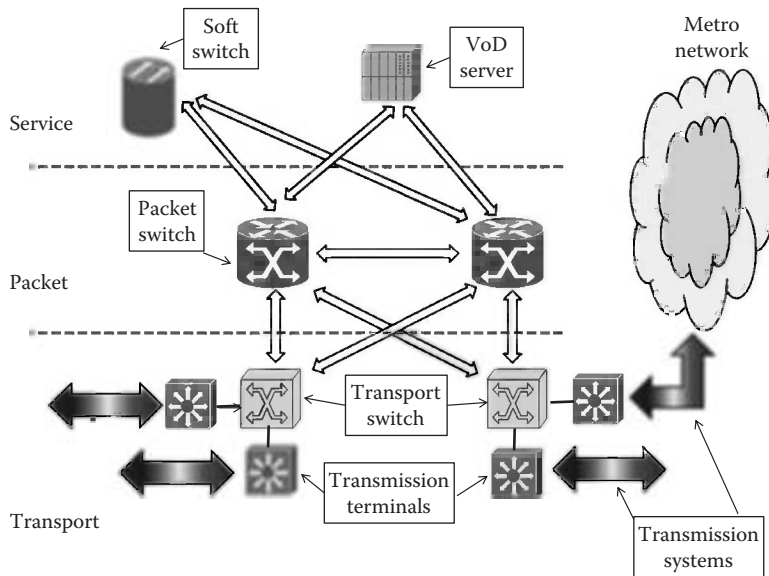 Soft
switch
VoD
server
Metro
network
Service
Packet
switch
Packet
Transport
switch
Transmission
terminals
Transport
Transmission
systems